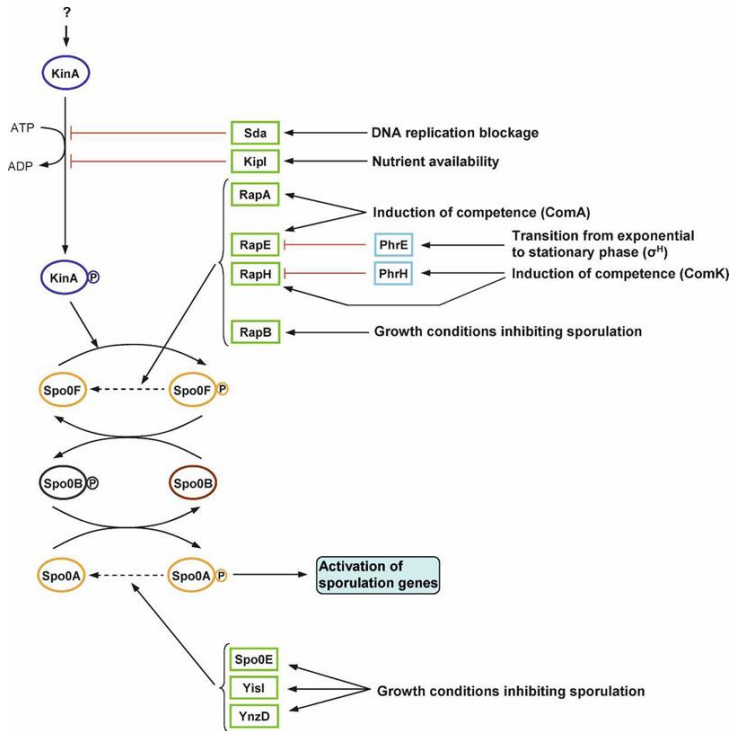 ?
KinA
ATP
ADP
Sda
DNA replication blockage
KipI
Nutrient availability
RapA
Induction of competence (ComA)
RapE
PhrE
Transition from exponential
to stationary phase (σH)
KinA P
RapH
PhrH
Induction of competence (ComK)
RapB
Growth conditions inhibiting sporulation
Spo0F
Spo0F P
Spo0B P
Spo0B
Spo0A
Spo0A P
Activation of
sporulation genes
Spo0E
YisI
Growth conditions inhibiting sporulation
YnzD